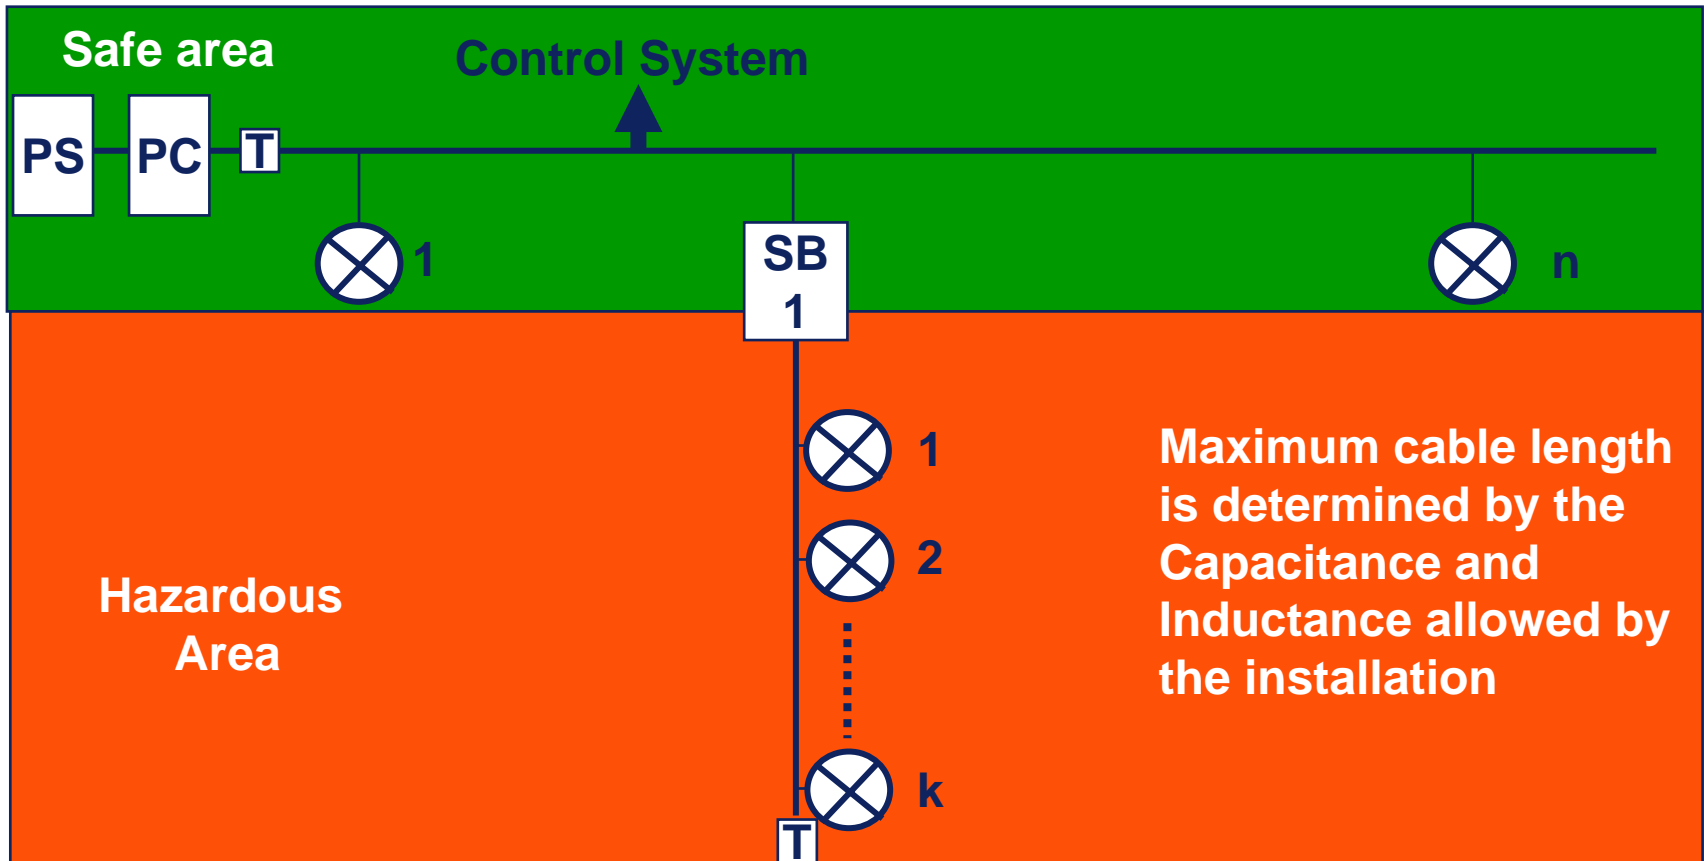 Safe area
Control System
PS
PC
T
1
SB
1
n
1
2
k
T
Hazardous
Area
Maximum cable length
is determined by the
Capacitance and
Inductance allowed by
the installation